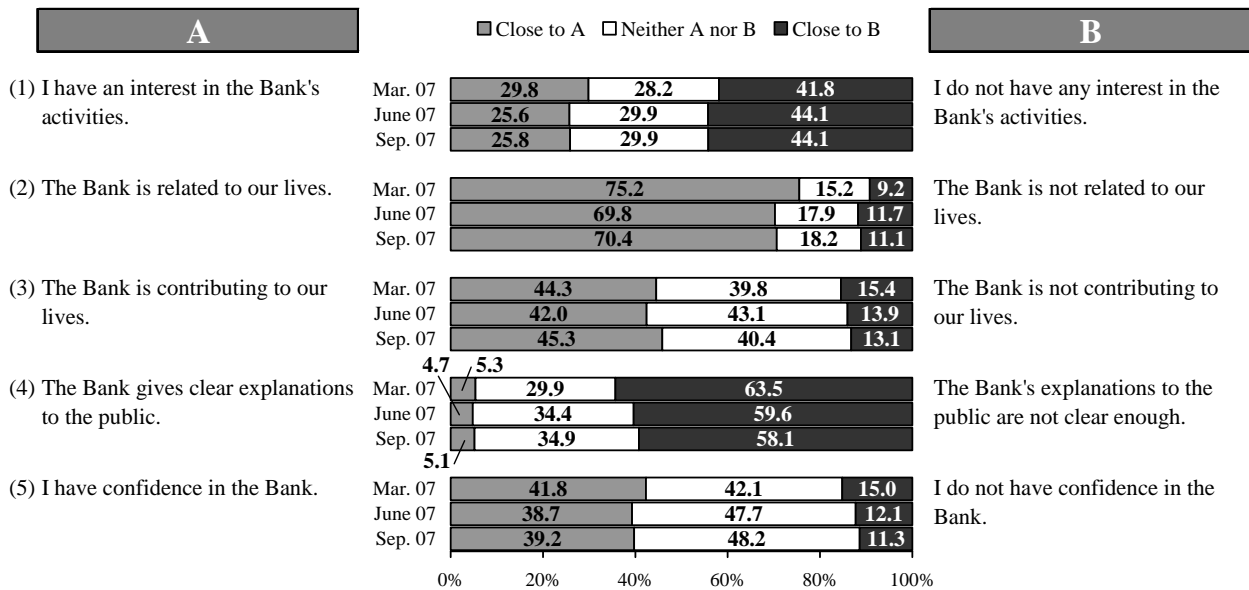 A
Close to A Neither A nor B Close to B
B
(1) I have an interest in the Bank's
activities.
Mar. 07 29.8 28.2 41.8
June 07 25.6 29.9 44.1
Sep. 07 25.8 29.9 44.1
I do not have any interest in the
Bank's activities.
(2) The Bank is related to our lives.
Mar. 07 75.2 15.2 9.2
June 07 69.8 17.9 11.7
Sep. 07 70.4 18.2 11.1
The Bank is not related to our
lives.
(3) The Bank is contributing to our
lives.
Mar. 07 44.3 39.8 15.4
June 07 42.0 43.1 13.9
Sep. 07 45.3 40.4 13.1
The Bank is not contributing to
our lives.
(4) The Bank gives clear explanations
to the public.
4.7 5.3
Mar. 07 29.9 63.5
June 07 34.4 59.6
Sep. 07 34.9 58.1
5.1
The Bank's explanations to the
public are not clear enough.
(5) I have confidence in the Bank.
Mar. 07 41.8 42.1 15.0
June 07 38.7 47.7 12.1
Sep. 07 39.2 48.2 11.3
I do not have confidence in the
Bank.
0% 20% 40% 60% 80% 100%